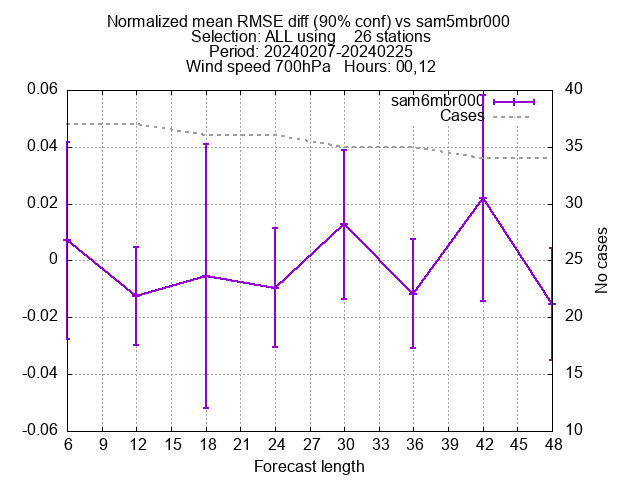 Normalized mean RMSE diff (90% conf) vs sam5mbr000
Selection: ALL using    26 stations
Period: 20240207-20240225
Wind speed 700hPa   Hours: 00,12
sam6mbr000
Cases
0.06
0.04
0.02
0
-0.02
-0.04
-0.06
40
35
30
25
20
15
10
No cases
6 9 12 15 18 21 24 27 30 33 36 39 42 45 48
Forecast length